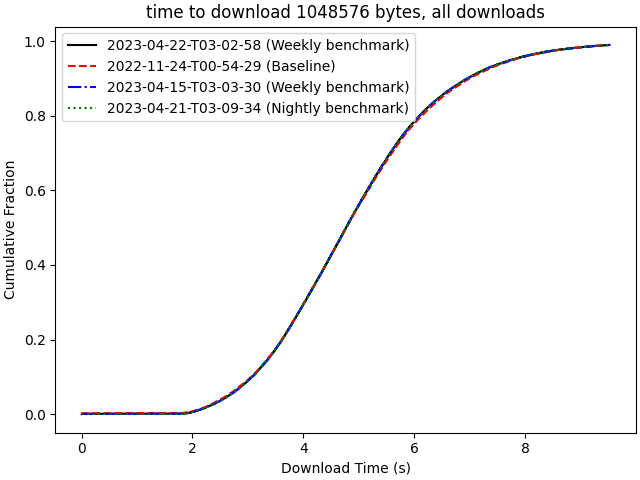 time to download 1048576 bytes, all downloads
2023-04-22-T03-02-58 (Weekly benchmark)
2022-11-24-T00-54-29 (Baseline)
2023-04-15-T03-03-30 (Weekly benchmark)
2023-04-21-T03-09-34 (Nightly benchmark)
Cumulative Fraction
1.0
0.8
0.6
0.4
0.2
0.0
0 2 4 6 8
Download Time (s)